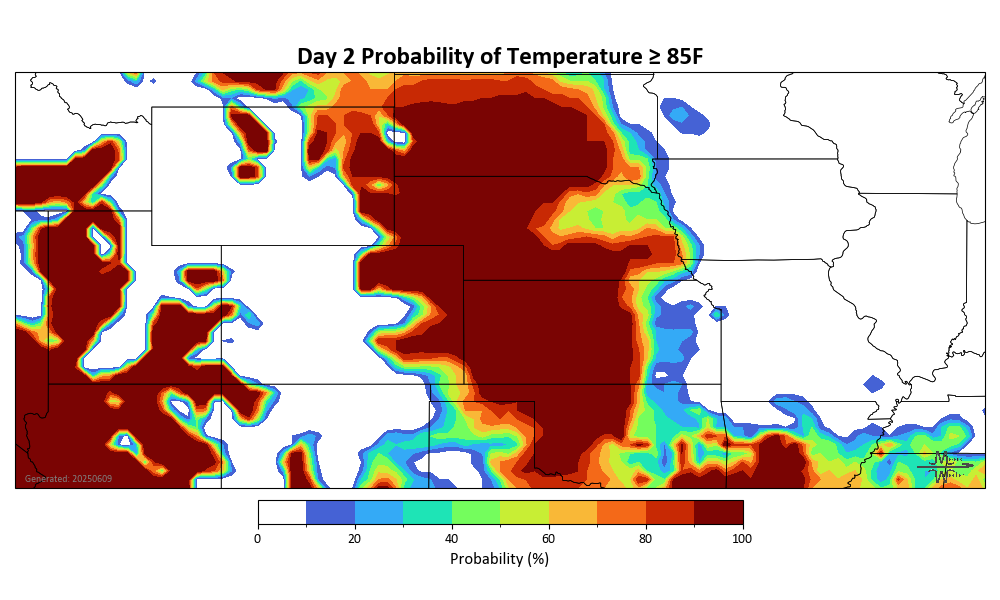 Day 2 Probability of Temperature ≥ 85F
Generated: 20250609
0 20 40 60 80 100
Probability (%)